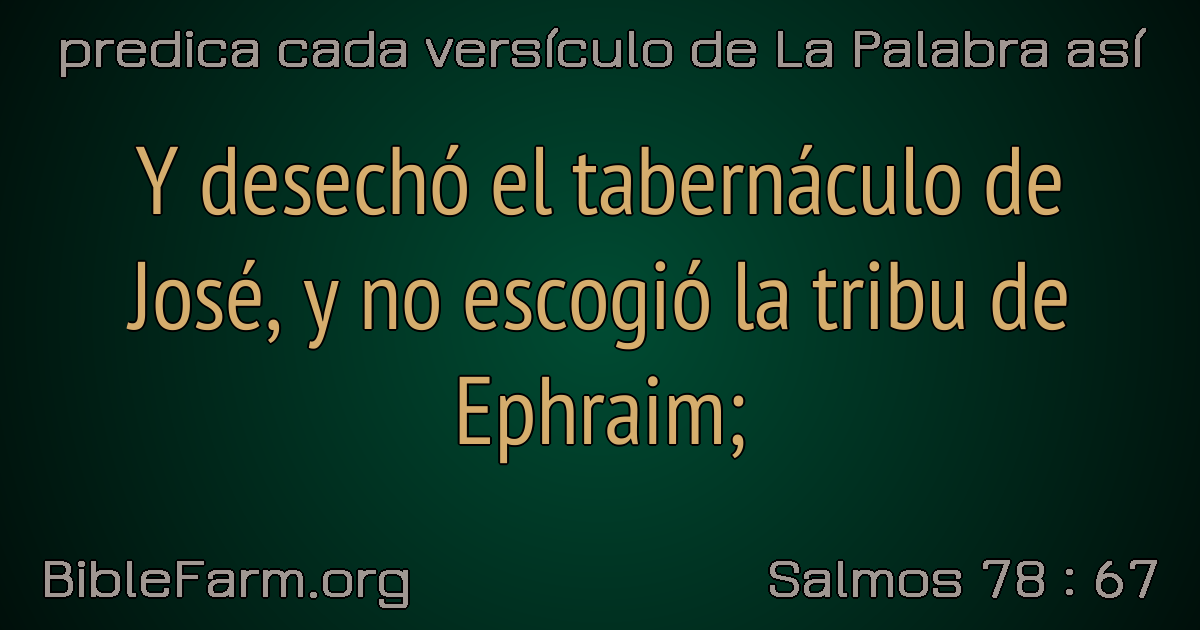 predica cada versículo de La Palabra así
Y desechó el tabernáculo de
José, y no escogió la tribu de
Ephraim;
BibleFarm.org
Salmos 78 : 67